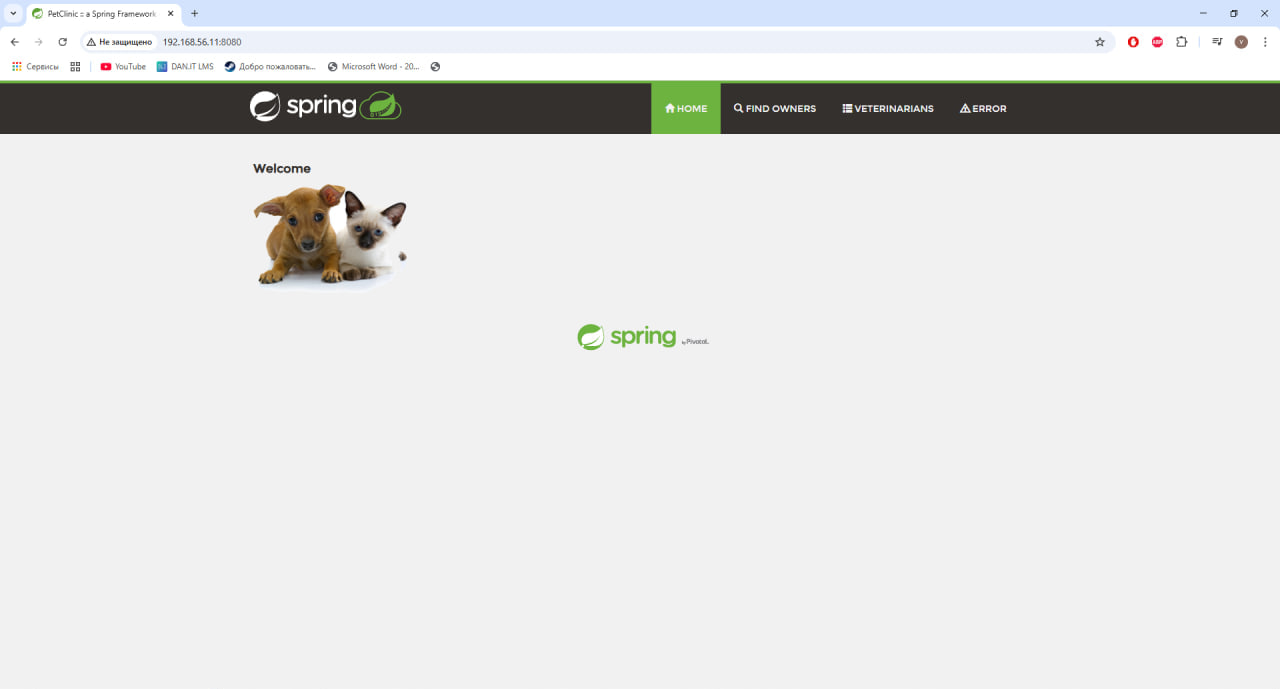 PetClinic :: a Spring Framework
Не защищено 192.168.56.11:8080
Сервисы YouTube DAN.IT LMS Добро пожаловать... Microsoft Word - 20...
spring HOME FIND OWNERS VETERINARIANS ERROR
Welcome
spring by Pivotal.